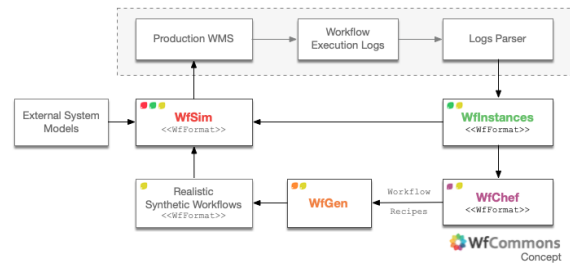 Production WMS
Workflow
Execution Logs
Logs Parser
External System
Models
WfSim
<<WfFormat>>
WfInstances
<<WfFormat>>
Realistic
Synthetic Workflows
<<WfFormat>>
WfGen
Workflow
Recipes
WfChef
<<WfFormat>>
WfCommons
Concept